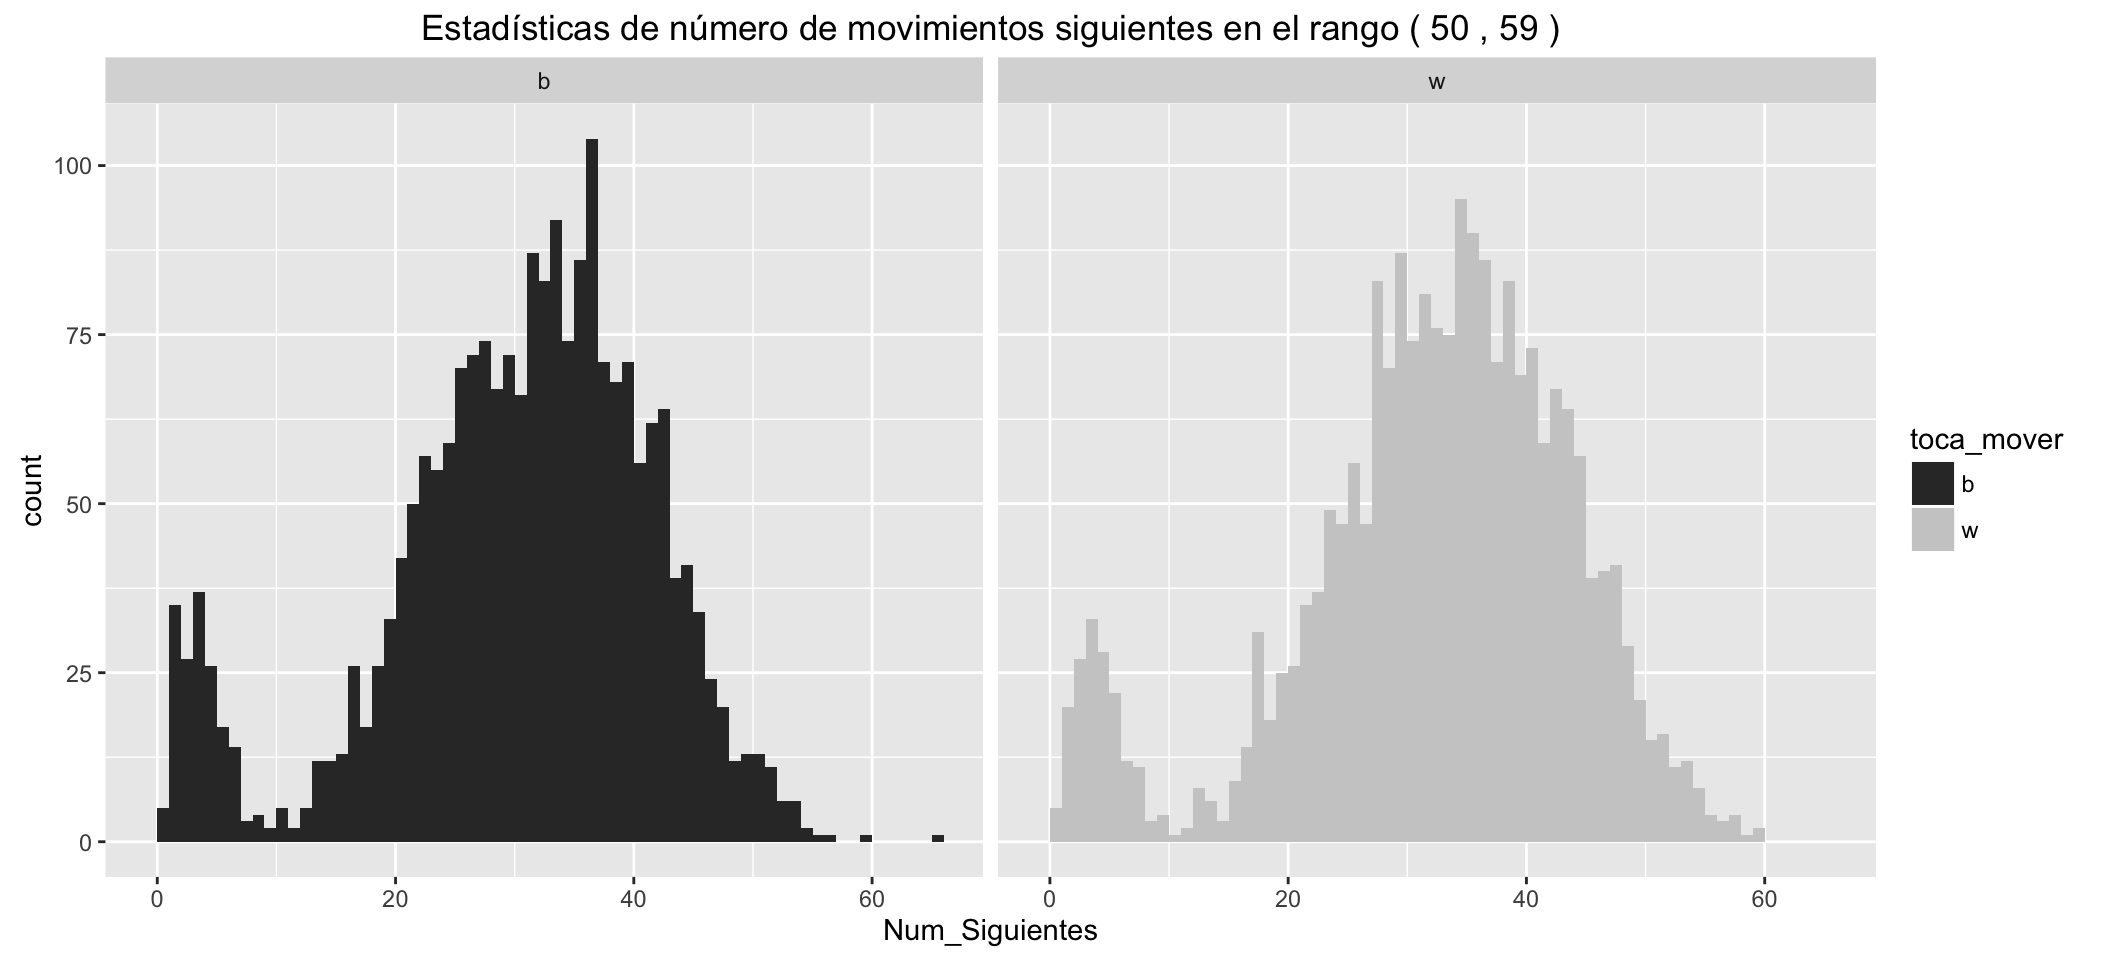 Estadísticas de número de movimientos siguientes en el rango ( 50 , 59 )
b
w
100
75
50
25
0
count
0 20 40 60
0 20 40 60
Num_Siguientes
toca_mover
b
w